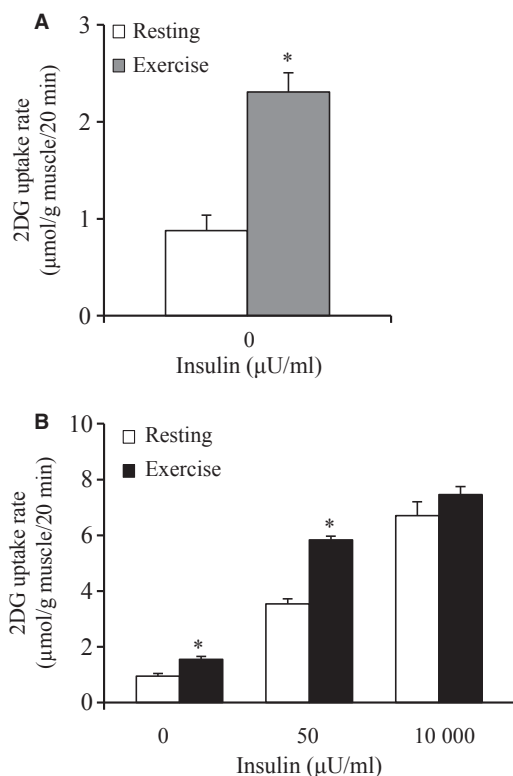 A
Resting
Exercise
*
2DG uptake rate
(μmol/g muscle/20 min)
3
2
1
0
0
Insulin (μU/ml)
B
Resting
Exercise
*
*
2DG uptake rate
(μmol/g muscle/20 min)
10
8
6
4
2
0
0 50 10 000
Insulin (μU/ml)